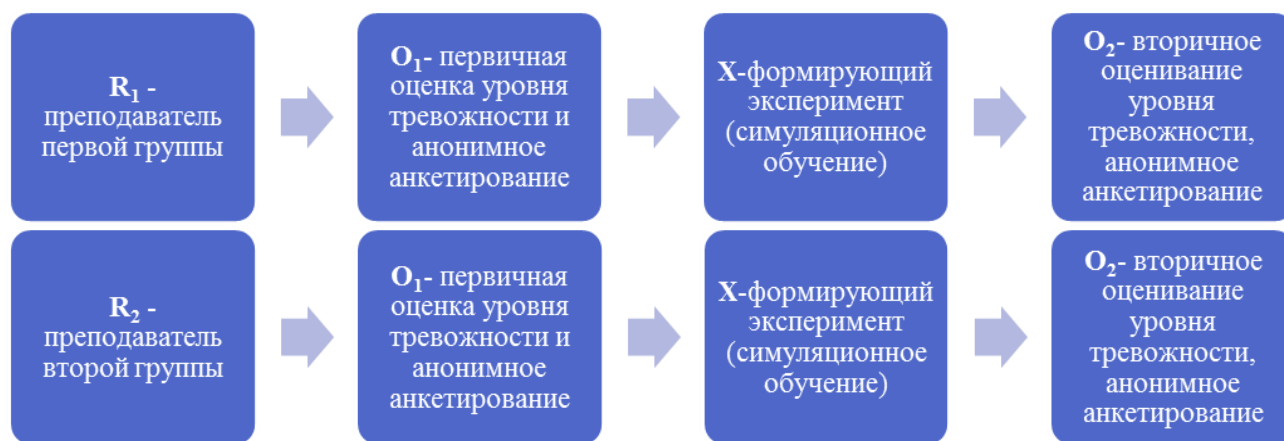 R₁ -
преподаватель
первой группы
O₁- первичная
оценка уровня
тревожности и
анонимное
анкетирование
X-формирующий
эксперимент
(симуляционное
обучение)
O₂- вторичное
оценивание
уровня
тревожности,
анонимное
анкетирование
R₂ -
преподаватель
второй группы
O₁- первичная
оценка уровня
тревожности и
анонимное
анкетирование
X-формирующий
эксперимент
(симуляционное
обучение)
O₂- вторичное
оценивание
уровня
тревожности,
анонимное
анкетирование